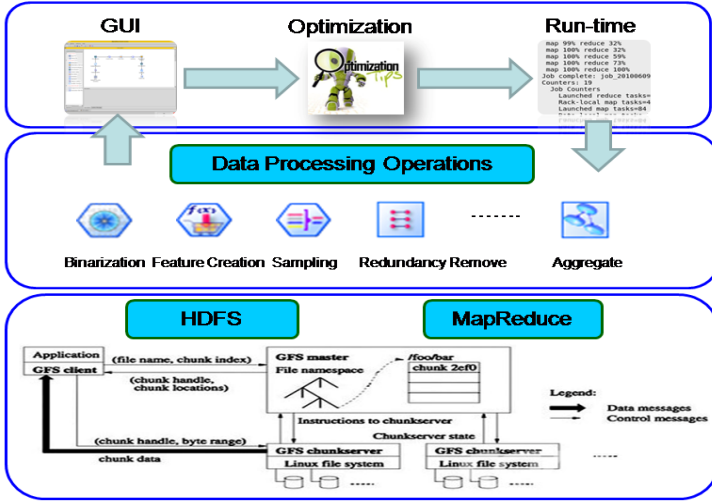 GUI
Optimization
Run-time
optimization
Tips
map 99% reduce 32%
map 100% reduce 32%
map 100% reduce 59%
map 100% reduce 73%
map 100% reduce 100%
Job complete: job_20100609
Counters: 19
Job Counters
Launched reduce tasks=
Rack-local map tasks=4
Launched map tasks=84
Data Processing Operations
f(x)
Binarization
Feature Creation
Sampling
Redundancy Remove
Aggregate
HDFS
MapReduce
Application
GFS client
(file name, chunk index)
(chunk handle,
chunk locations)
GFS master
File namespace
/foo/bar
chunk 2ef0
Legend:
Data messages
Control messages
Instructions to chunkserver
Chunkserver state
(chunk handle, byte range)
chunk data
GFS chunkserver
Linux file system
GFS chunkserver
Linux file system